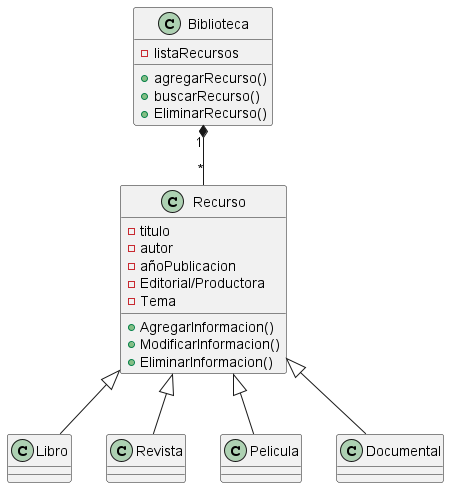 C Biblioteca
listaRecursos
agregarRecurso()
buscarRecurso()
EliminarRecurso()
1
*
C Recurso
titulo
autor
añoPublicacion
Editorial/Productora
Tema
AgregarInformacion()
ModificarInformacion()
EliminarInformacion()
C Libro
C Revista
C Pelicula
C Documental